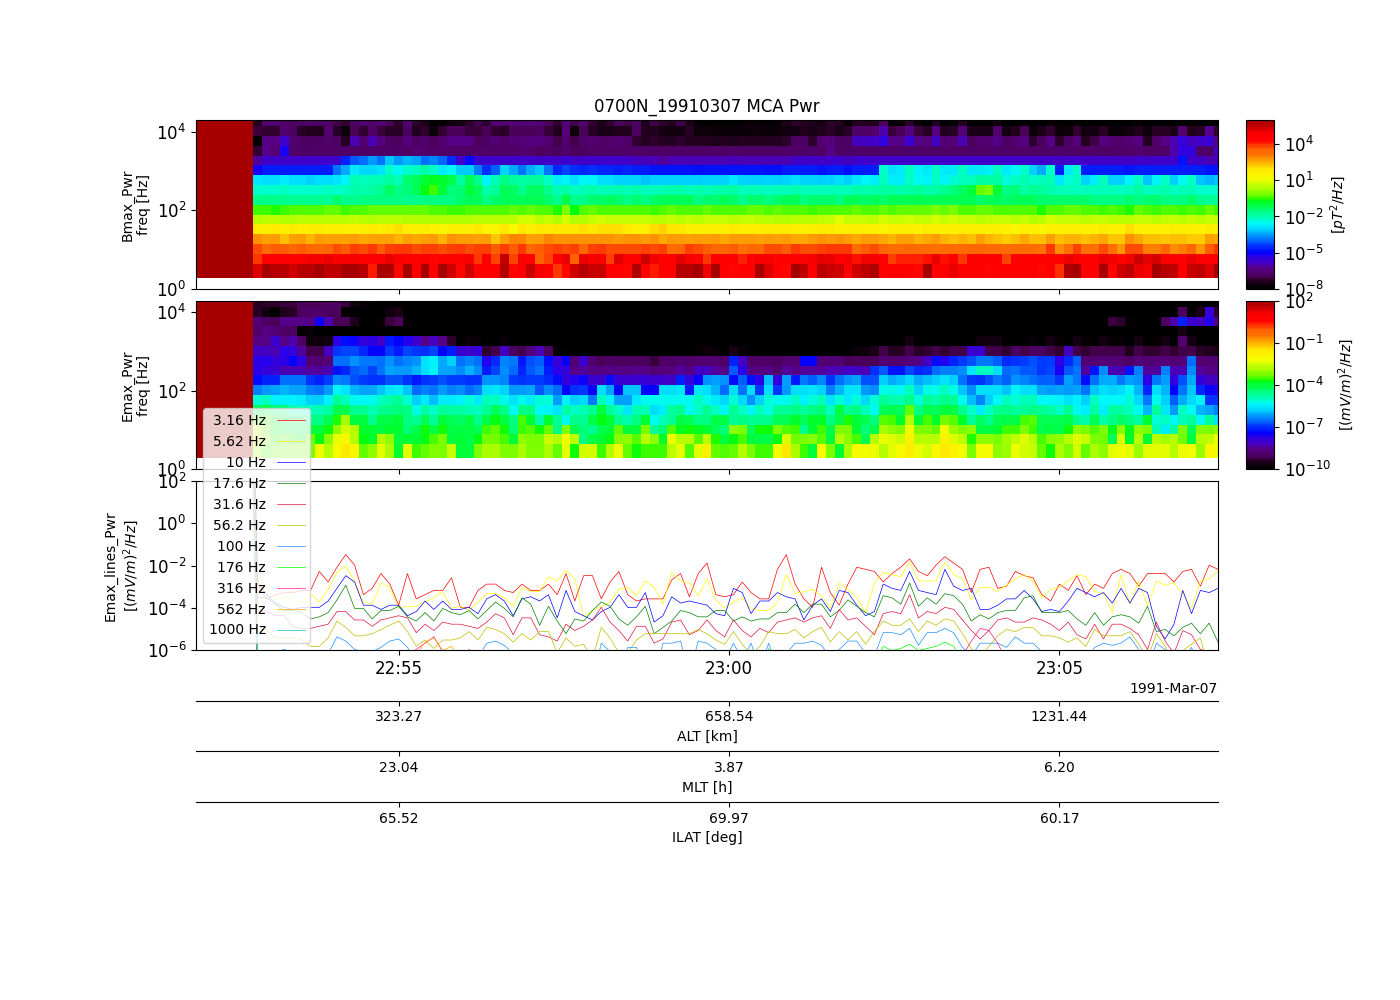 0700N_19910307 MCA Pwr
10^4
10^2
10^0
Bmax_Pwr
freq [Hz]
10^4
10^1
10^-2
10^-5
10^-8
[pT^2/Hz]
10^4
10^2
10^0
Emax_Pwr
freq [Hz]
10^2
10^-1
10^-4
10^-7
10^-10
[(mV/m)^2/Hz]
3.16 Hz
5.62 Hz
10 Hz
17.6 Hz
31.6 Hz
56.2 Hz
100 Hz
176 Hz
316 Hz
562 Hz
1000 Hz
10^2
10^0
10^-2
10^-4
10^-6
Emax_lines_Pwr
[(mV/m)^2/Hz]
22:55 23:00 23:05
1991-Mar-07
323.27 658.54 1231.44
ALT [km]
23.04 3.87 6.20
MLT [h]
65.52 69.97 60.17
ILAT [deg]